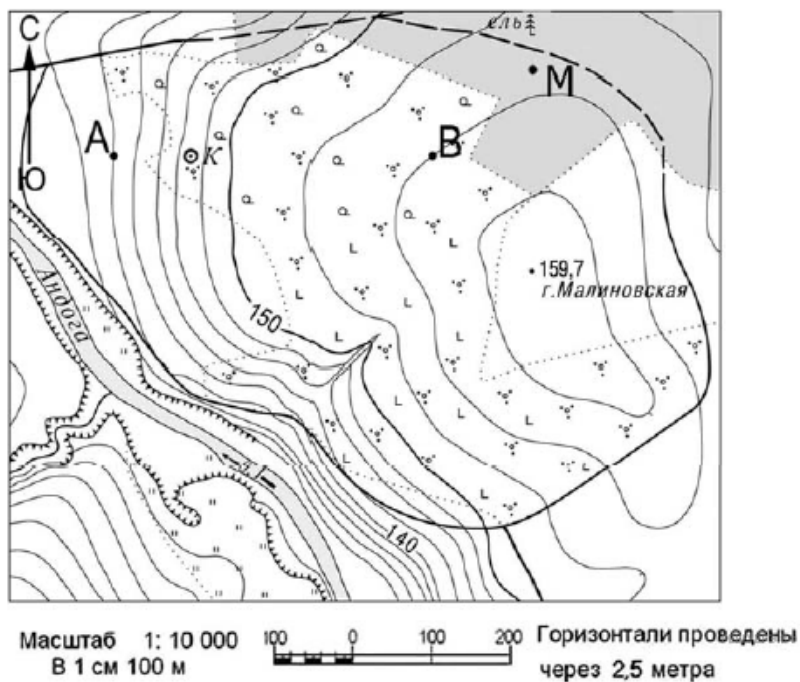 С
ель
М
А
К
В
Ю
159,7
г.Малиновская
Андога
150
140
Масштаб 1: 10 000
В 1 см 100 м
100 0 100 200
Горизонтали проведены
через 2,5 метра